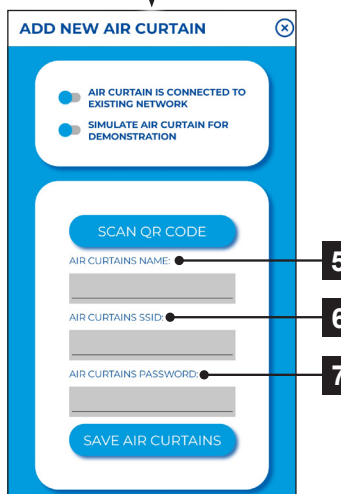 ADD NEW AIR CURTAIN
AIR CURTAIN IS CONNECTED TO
EXISTING NETWORK
SIMULATE AIR CURTAIN FOR
DEMONSTRATION
SCAN QR CODE
AIR CURTAINS NAME:
5
AIR CURTAINS SSID:
6
AIR CURTAINS PASSWORD:
7
SAVE AIR CURTAINS